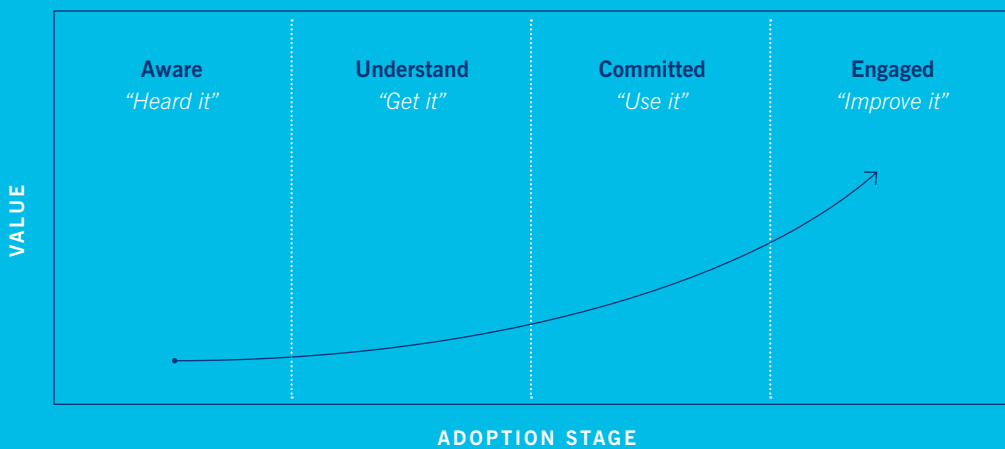 Aware
“Heard it”
Understand
“Get it”
Committed
“Use it”
Engaged
“Improve it”
VALUE
ADOPTION STAGE